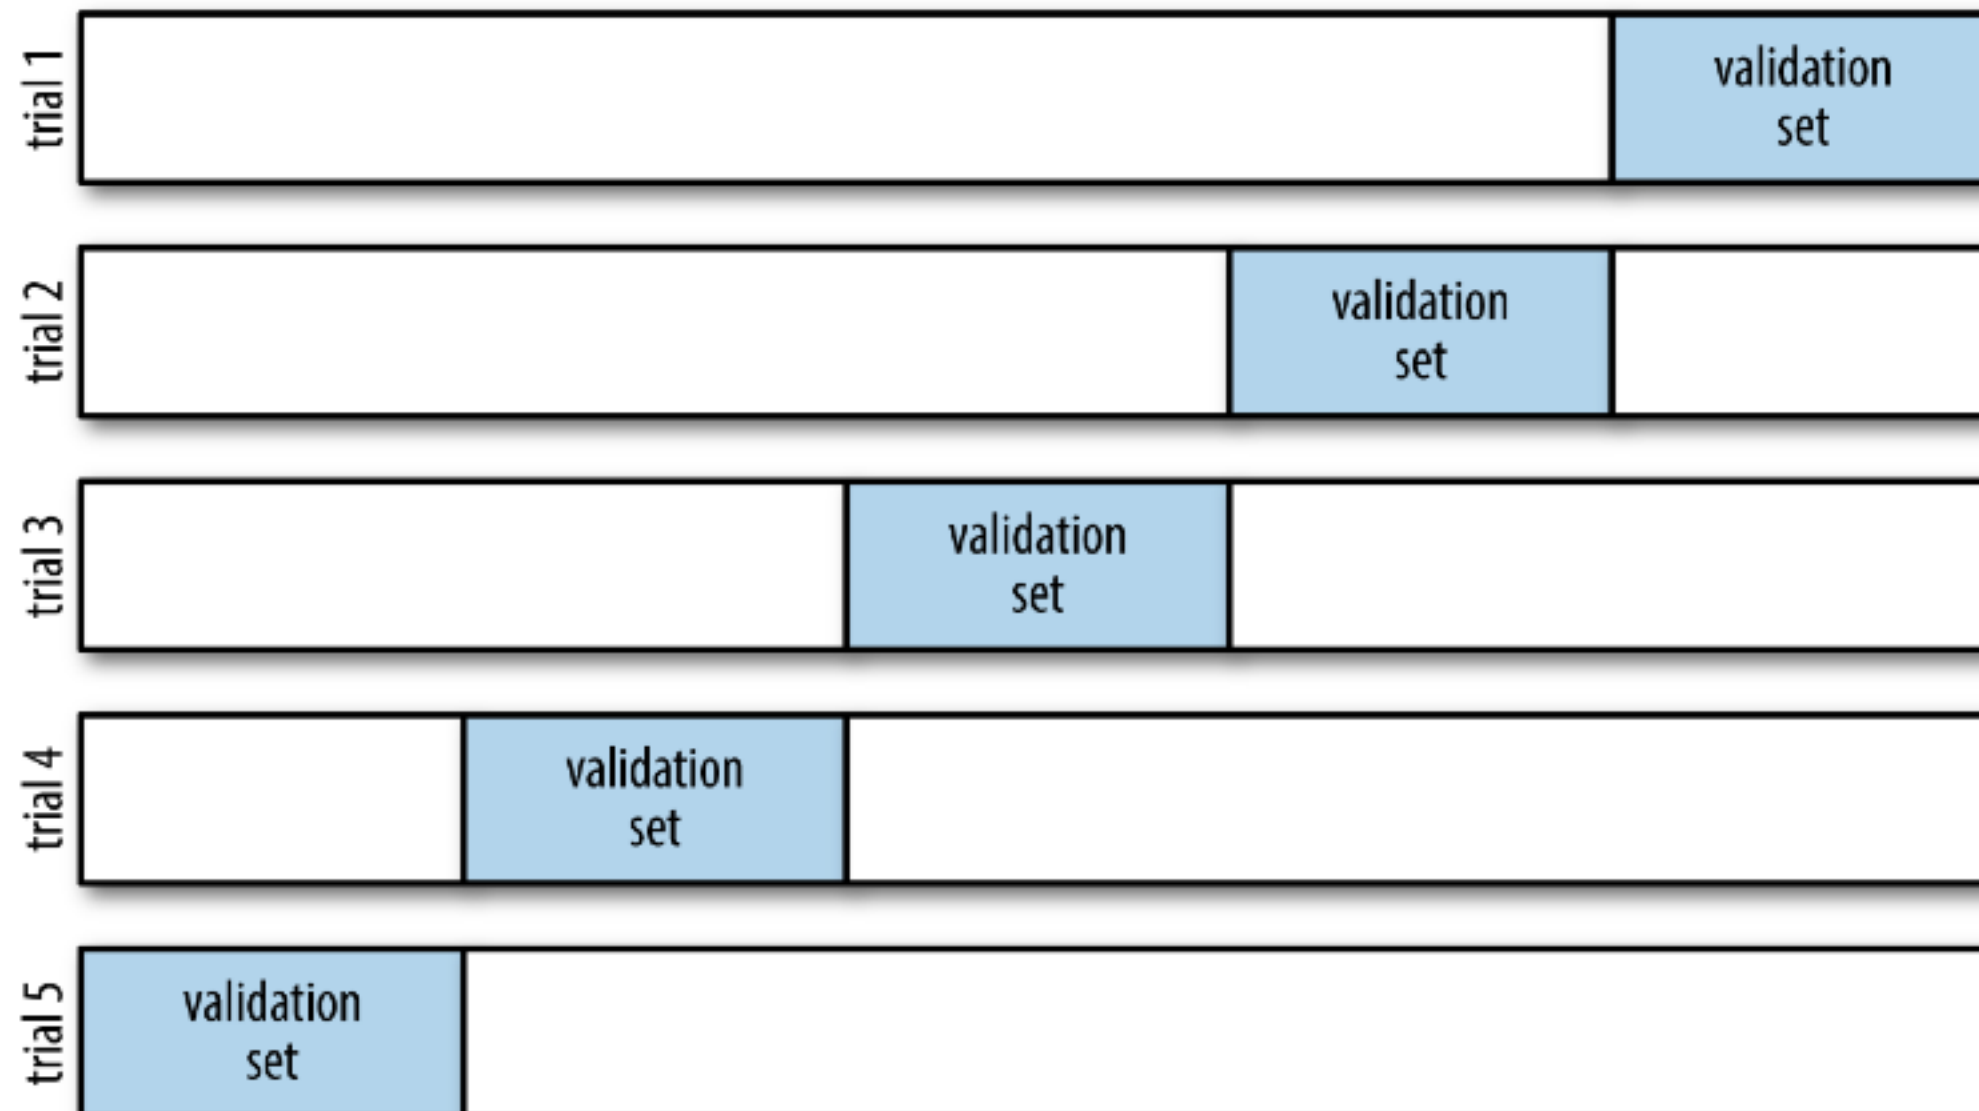 trial 1
validation
set
trial 2
validation
set
trial 3
validation
set
trial 4
validation
set
trial 5
validation
set